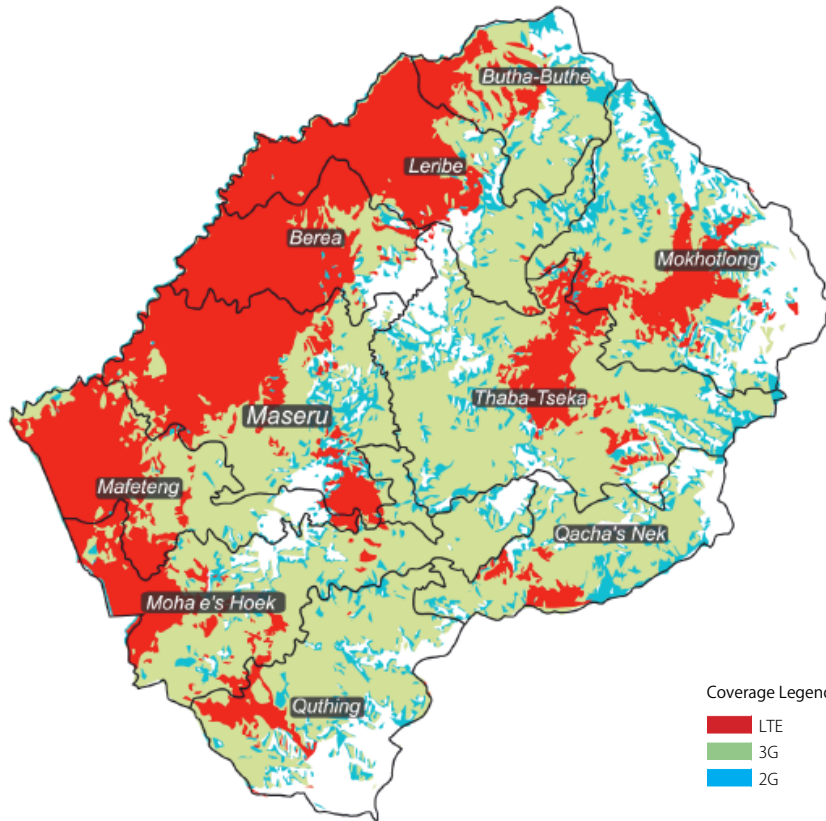 Butha-Buthe
Leribe
Berea
Mokhotlong
Thaba-Tseka
Maseru
Mafeteng
Qacha's Nek
Moha e's Hoek
Quthing
Coverage Legend
LTE
3G
2G